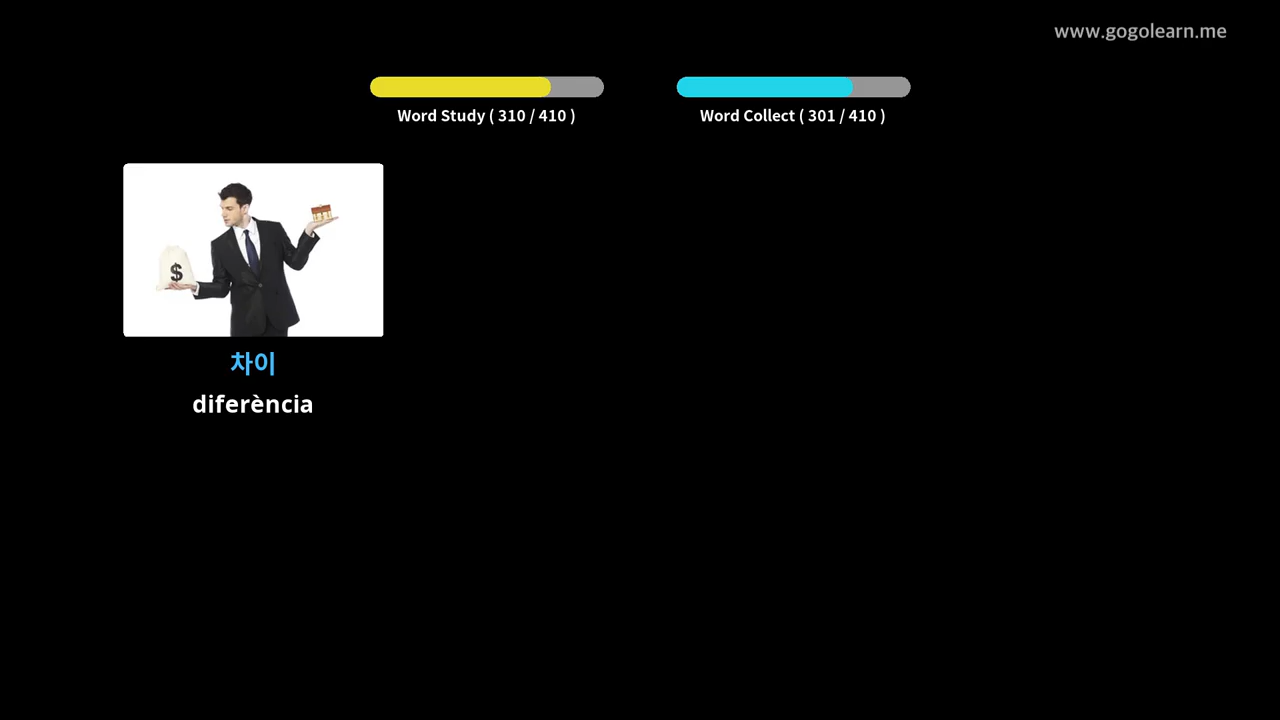 www.gogolearn.me
Word Study ( 310 / 410 )
Word Collect ( 301 / 410 )
$
차이
diferència